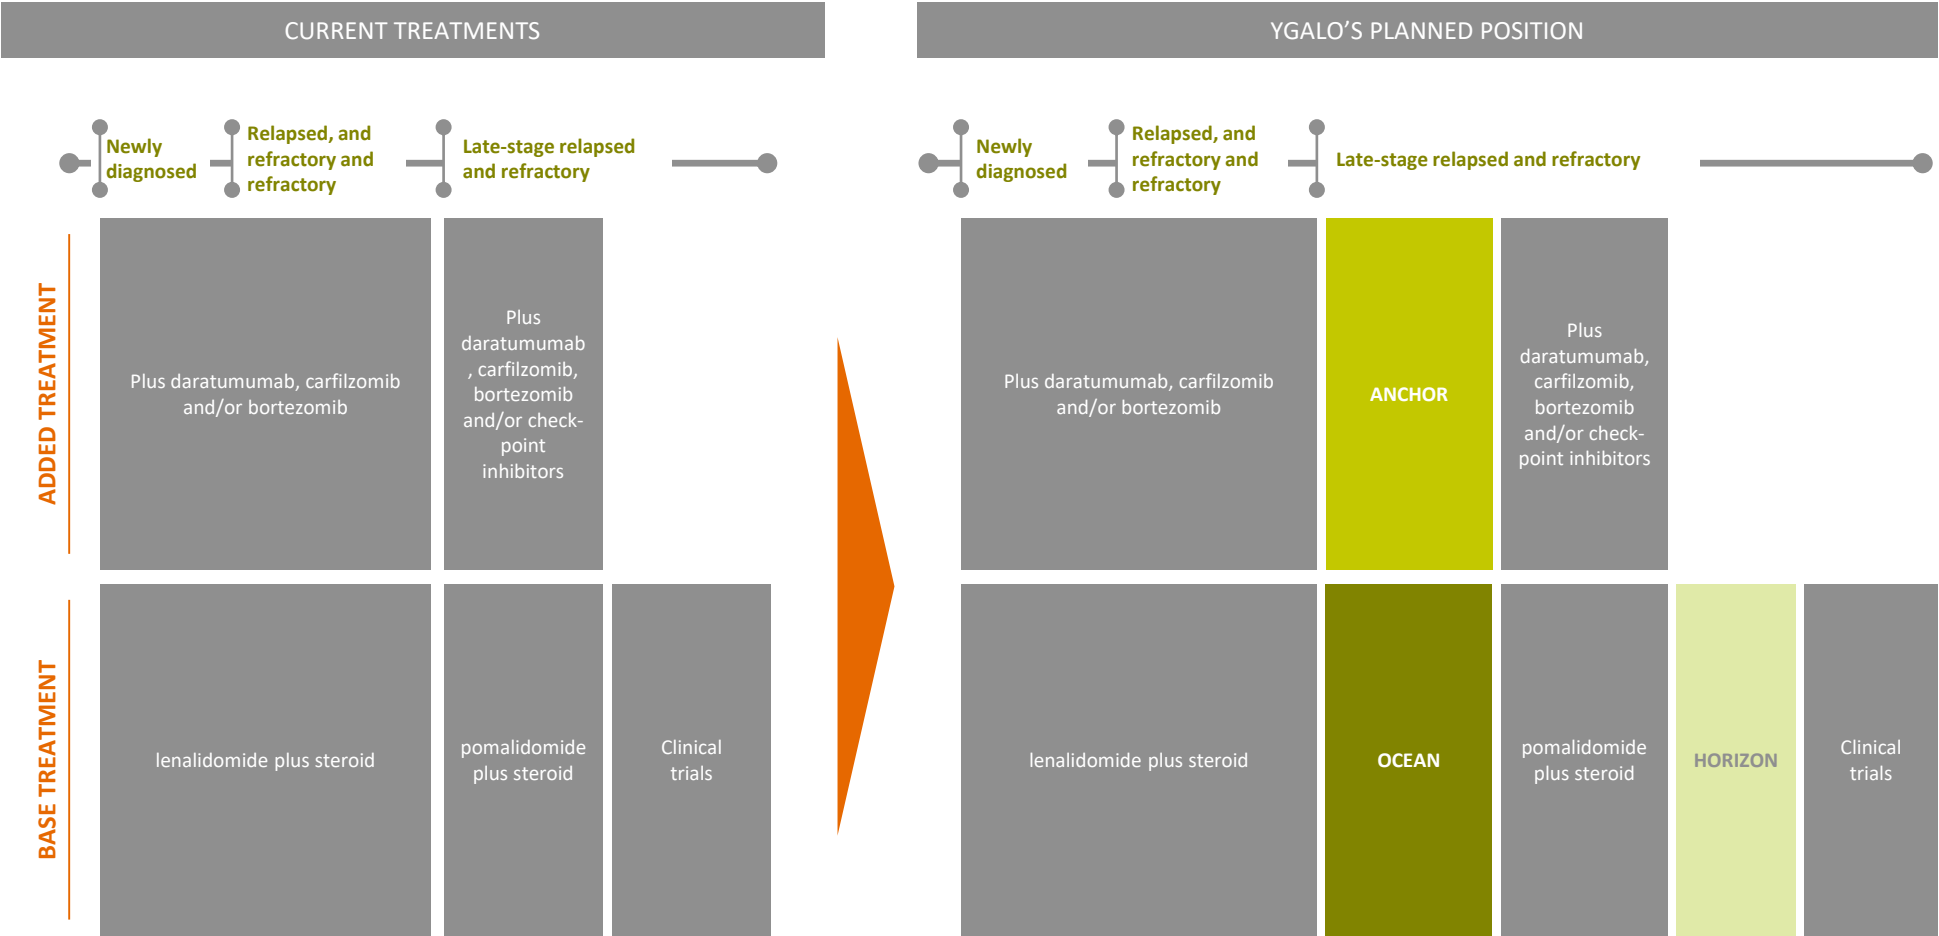 CURRENT TREATMENTS
Newly
diagnosed
Relapsed, and
refractory and
refractory
Late-stage relapsed
and refractory
ADDED TREATMENT
Plus daratumumab, carfilzomib
and/or bortezomib
Plus
daratumumab
, carfilzomib,
bortezomib
and/or check-
point
inhibitors
BASE TREATMENT
lenalidomide plus steroid
pomalidomide
plus steroid
Clinical
trials
YGALO’S PLANNED POSITION
Newly
diagnosed
Relapsed, and
refractory and
refractory
Late-stage relapsed and refractory
Plus daratumumab, carfilzomib
and/or bortezomib
ANCHOR
Plus
daratumumab,
carfilzomib,
bortezomib
and/or check-
point inhibitors
lenalidomide plus steroid
OCEAN
pomalidomide
plus steroid
HORIZON
Clinical
trials